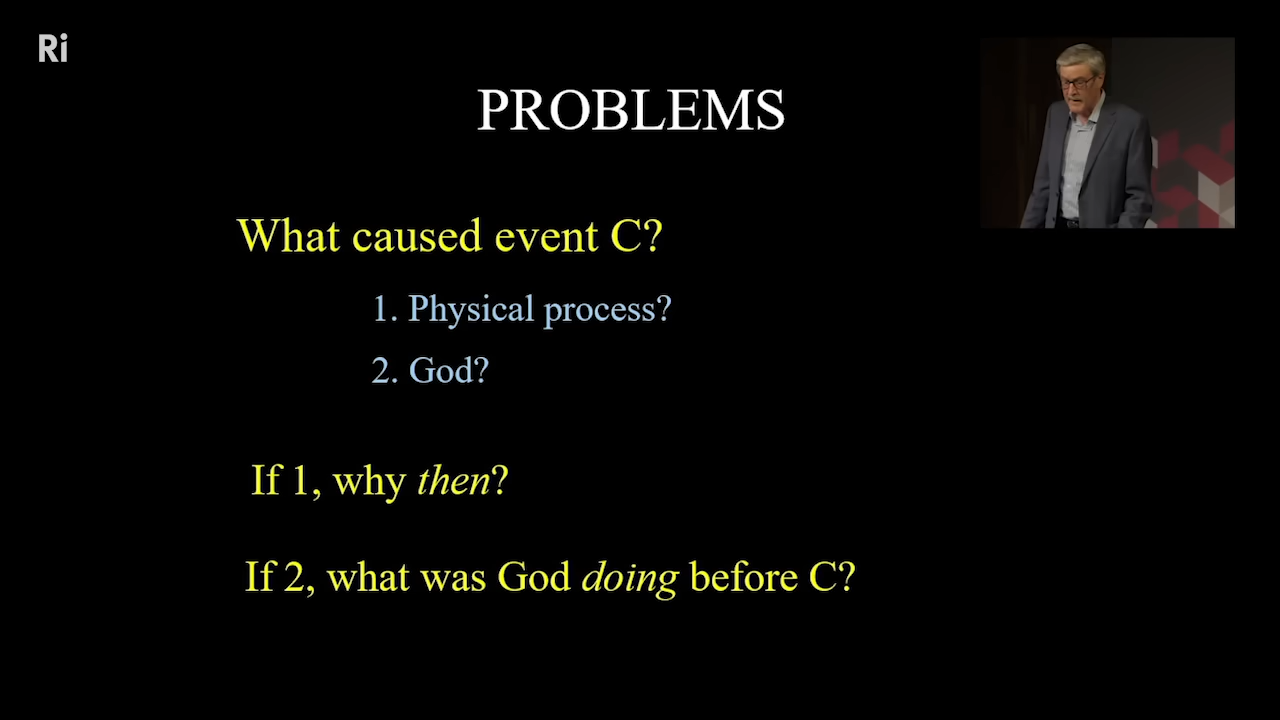 Ri
PROBLEMS
What caused event C?
1. Physical process?
2. God?
If 1, why then?
If 2, what was God doing before C?